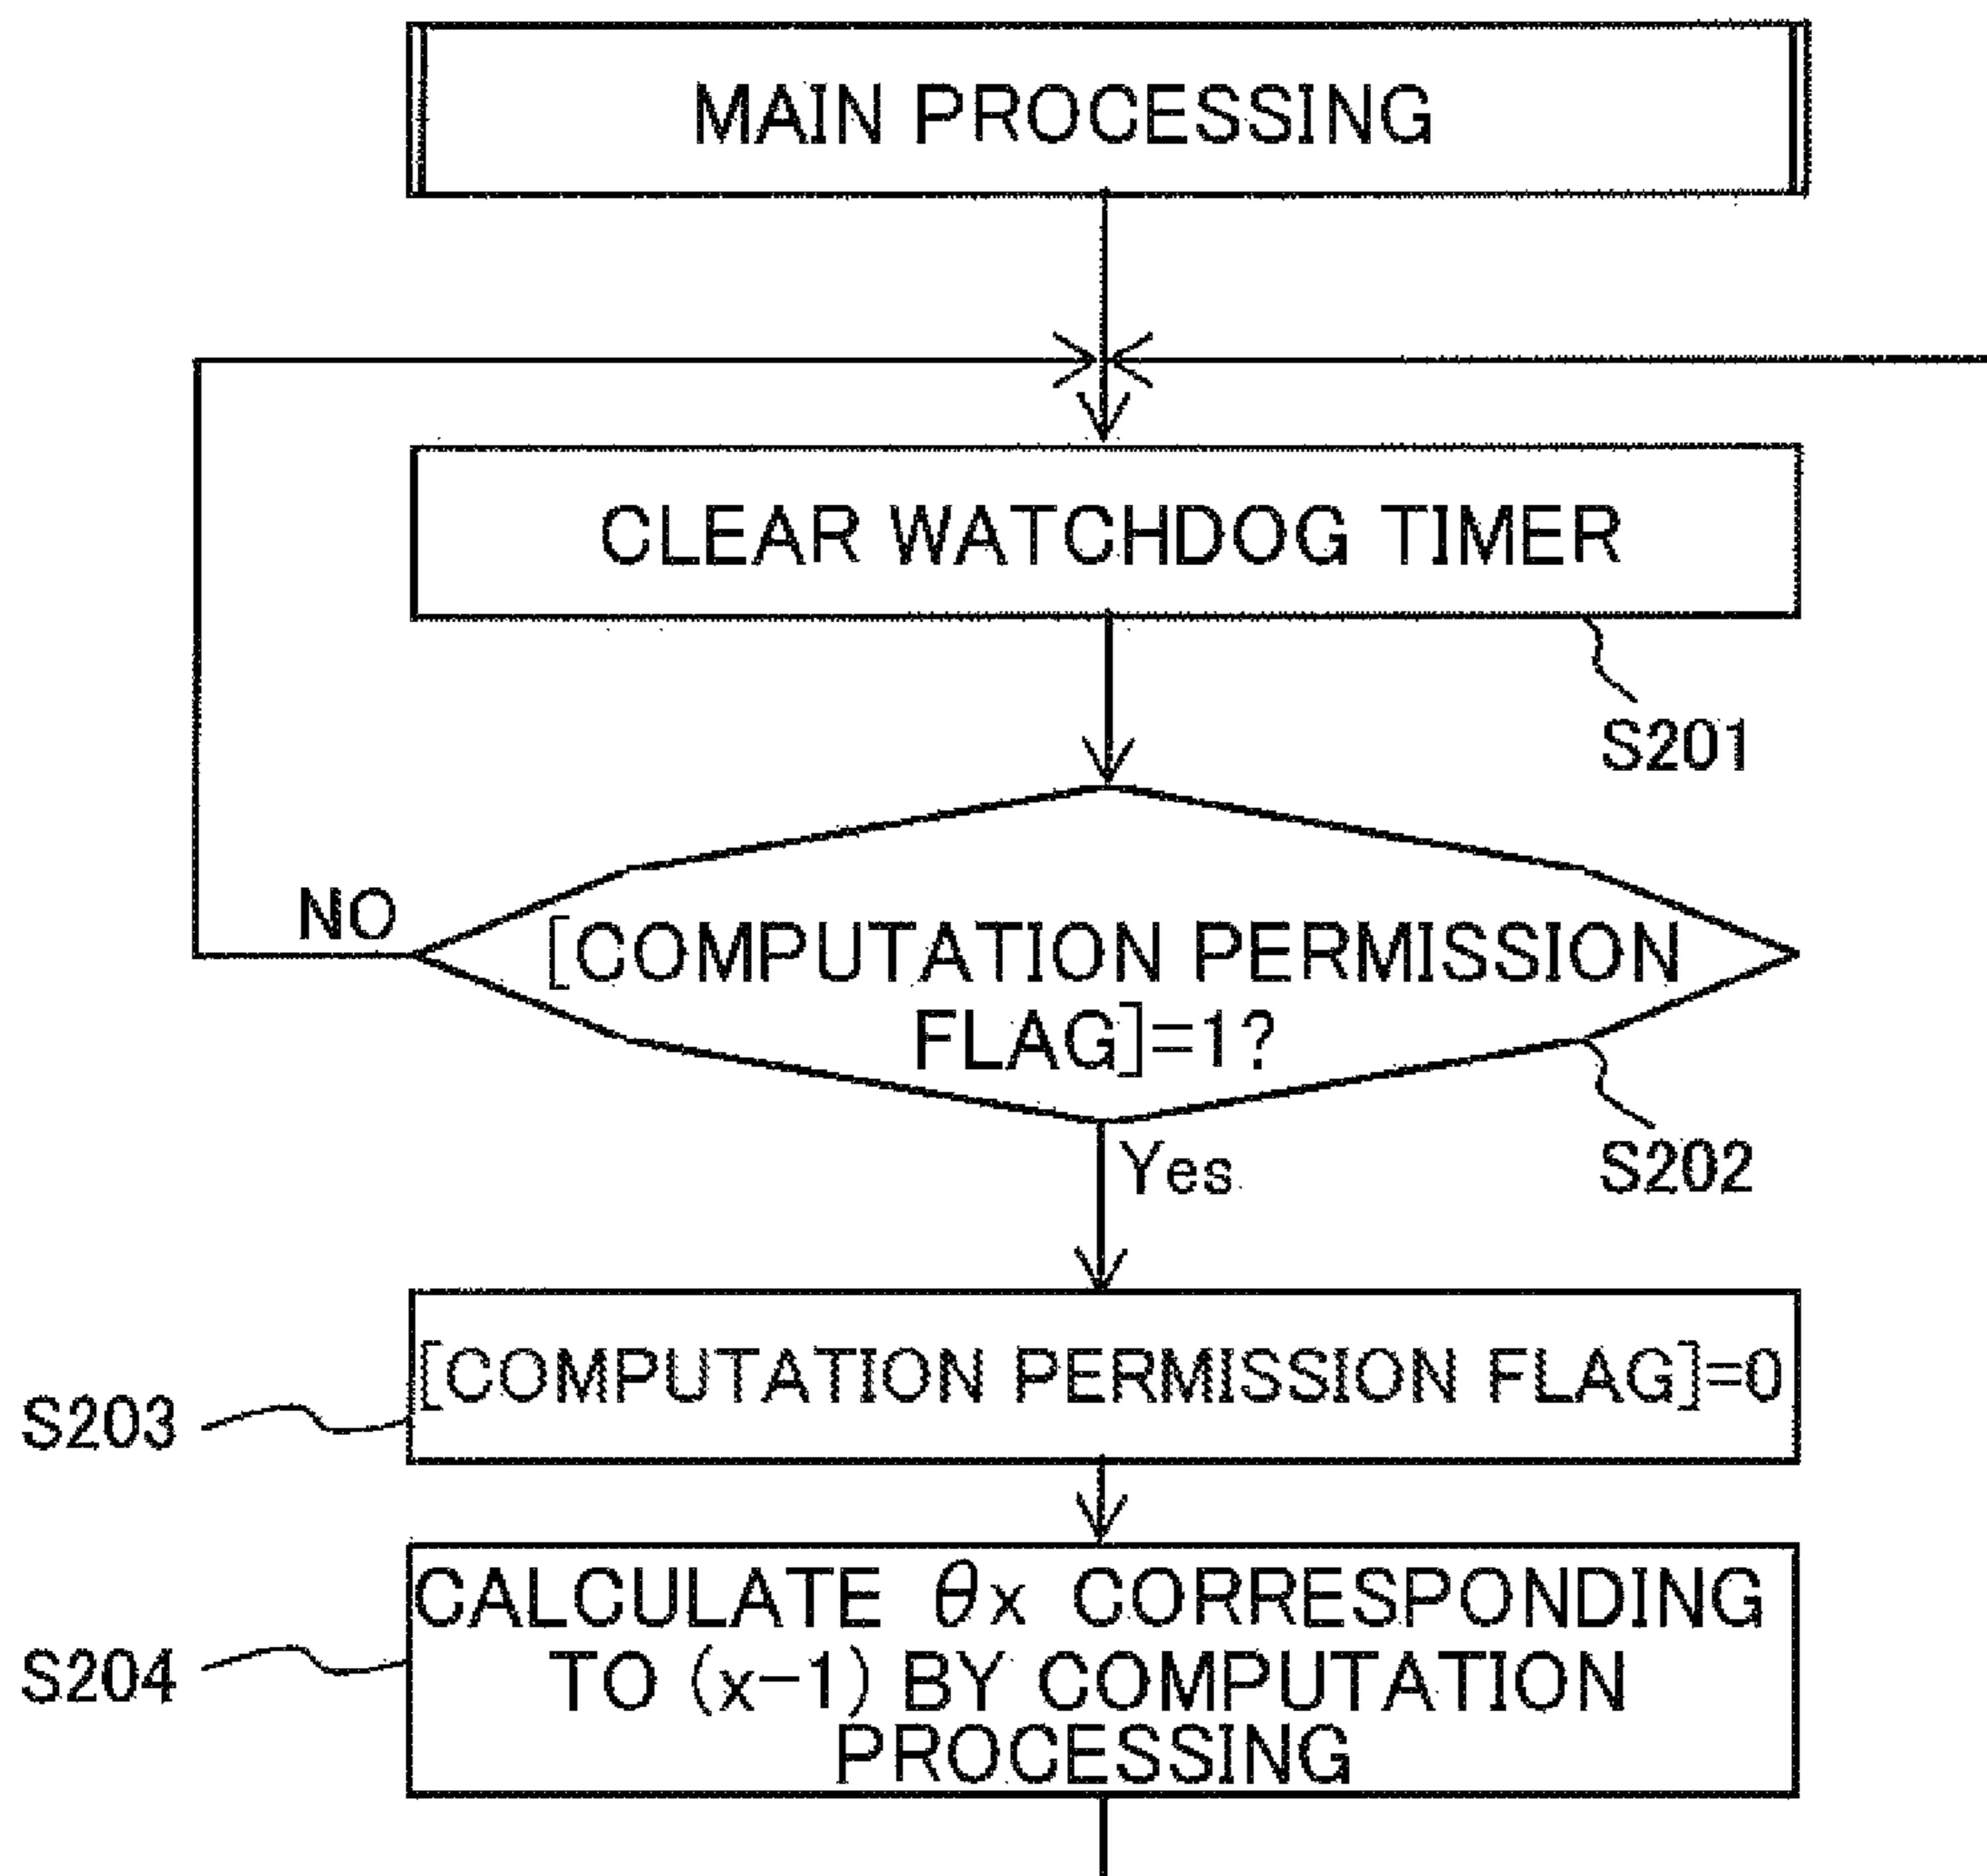 MAIN PROCESSING
CLEAR WATCHDOG TIMER
S201
NO
[COMPUTATION PERMISSION
FLAG]=1?
Yes
S202
[COMPUTATION PERMISSION FLAG]=0
S203
CALCULATE θx CORRESPONDING
TO (x-1) BY COMPUTATION
PROCESSING
S204